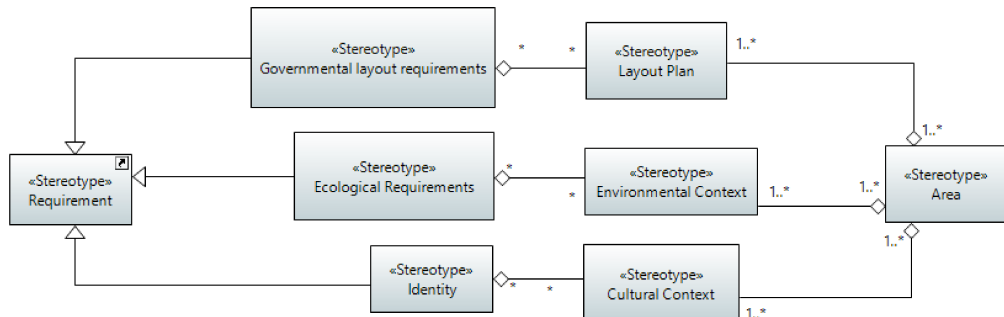 «Stereotype»
Governmental layout requirements
* *
«Stereotype»
Layout Plan
1..*
1..*
«Stereotype»
Requirement
«Stereotype»
Ecological Requirements
*
*
«Stereotype»
Environmental Context
1..*
1..*
«Stereotype»
Area
1..*
«Stereotype»
Identity
* *
«Stereotype»
Cultural Context
1..*